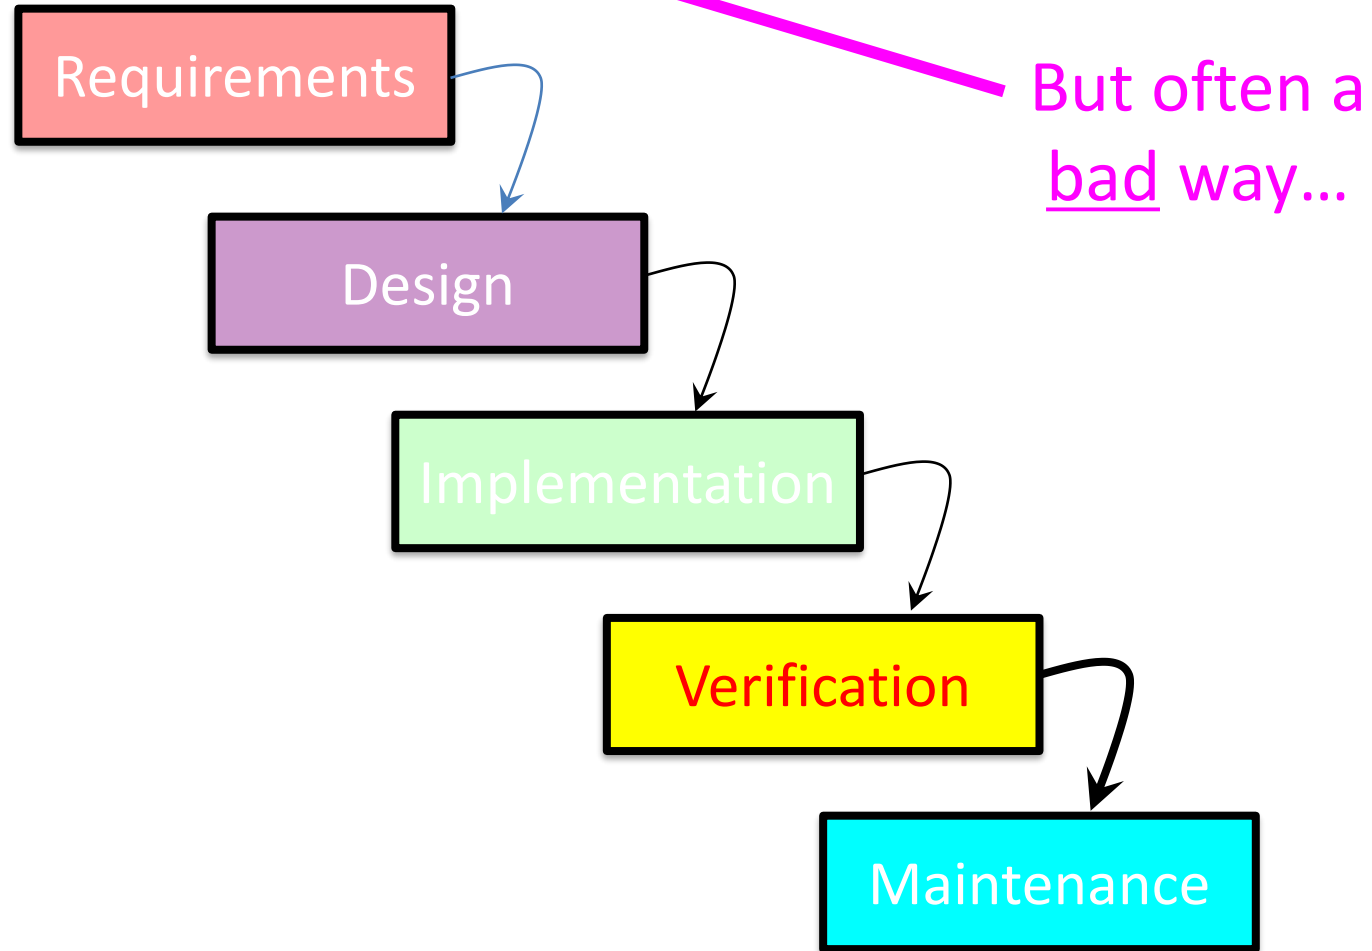 Requirements
But often a
bad way…
Design
Implementation
Verification
Maintenance